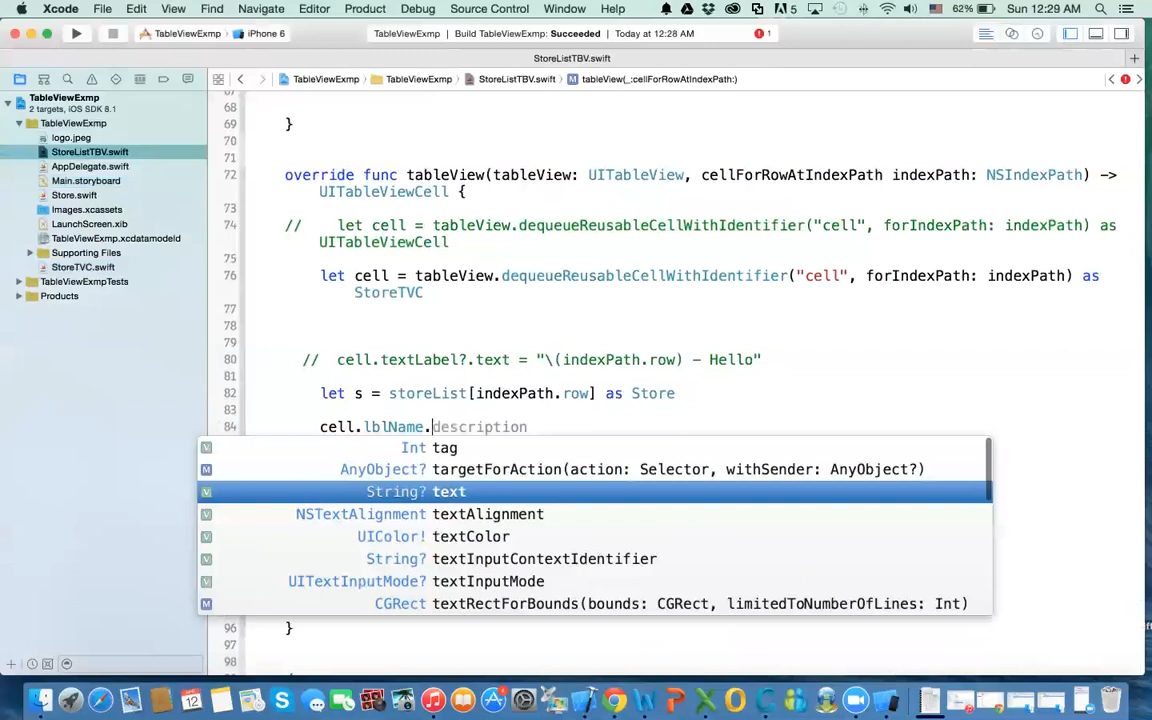 Xcode File Edit View Find Navigate Editor Product Debug Source Control Window Help 5 62% Sun 12:29 AM
TableViewExmp iPhone 6 TableViewExmp | Build TableViewExmp: Succeeded | Today at 12:28 AM 1
StoreListTBV.swift
TableViewExmp TableViewExmp StoreListTBV.swift M tableView(_:cellForRowAtIndexPath:)
TableViewExmp
2 targets, iOS SDK 8.1
TableViewExmp
logo.jpeg
StoreListTBV.swift
AppDelegate.swift
Main.storyboard
Store.swift
Images.xcassets
LaunchScreen.xib
TableViewExmp.xcdatamodeld
Supporting Files
StoreTVC.swift
TableViewExmpTests
Products
67
68
69 }
70
71
72 override func tableView(tableView: UITableView, cellForRowAtIndexPath indexPath: NSIndexPath) ->
UITableViewCell {
73
74 // let cell = tableView.dequeueReusableCellWithIdentifier("cell", forIndexPath: indexPath) as
UITableViewCell
75
76 let cell = tableView.dequeueReusableCellWithIdentifier("cell", forIndexPath: indexPath) as
StoreTVC
77
78
79
80 // cell.textLabel?.text = "\(indexPath.row) - Hello"
81
82 let s = storeList[indexPath.row] as Store
83
84 cell.lblName.description
V Int tag
M AnyObject? targetForAction(action: Selector, withSender: AnyObject?)
V String? text
V NSTextAlignment textAlignment
V UIColor! textColor
V String? textInputContextIdentifier
V UITextInputMode? textInputMode
M CGRect textRectForBounds(bounds: CGRect, limitedToNumberOfLines: Int)
96 }
97
98